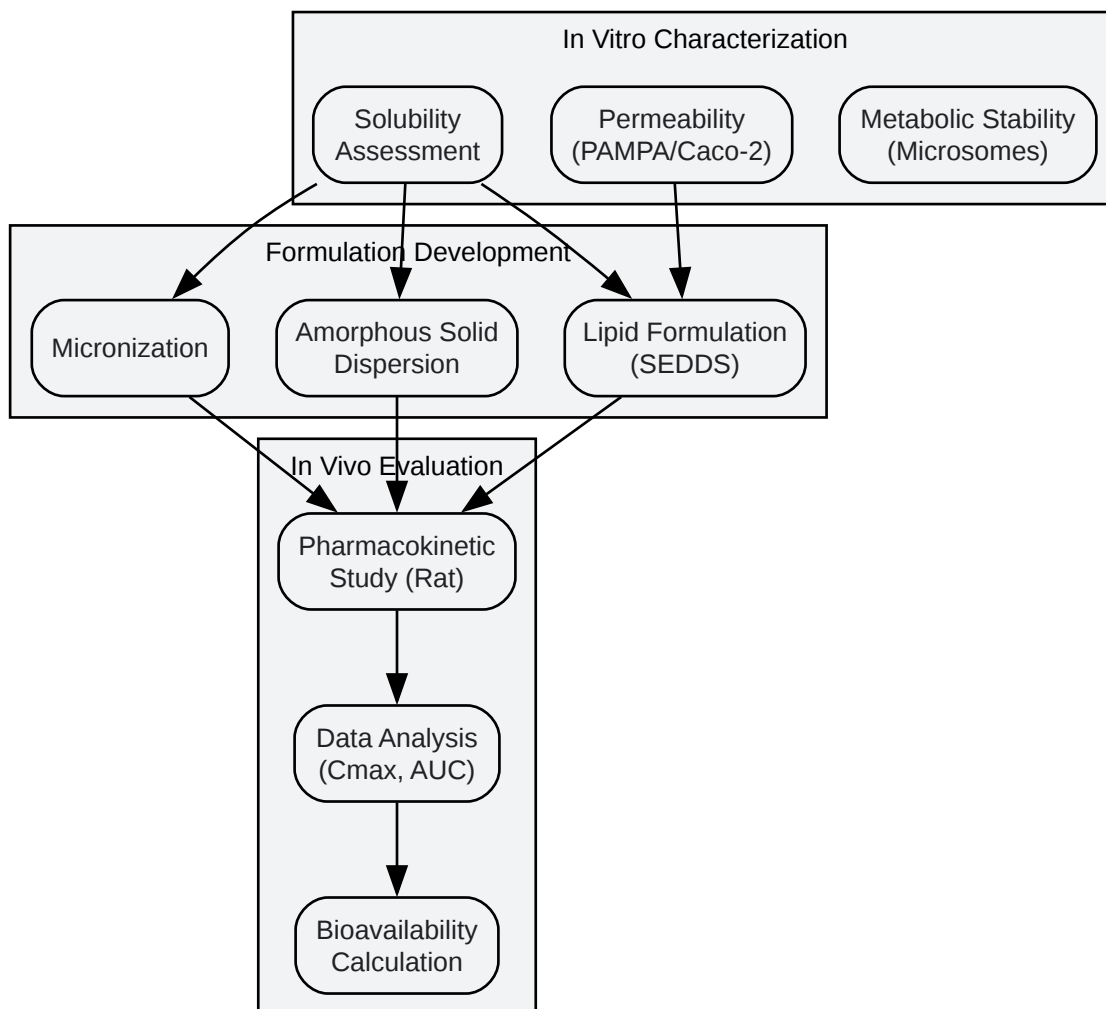 In Vitro Characterization
Solubility
Assessment
Permeability
(PAMPA/Caco-2)
Metabolic Stability
(Microsomes)
Formulation Development
Micronization
Amorphous Solid
Dispersion
Lipid Formulation
(SEDDS)
In Vivo Evaluation
Pharmacokinetic
Study (Rat)
Data Analysis
(Cmax, AUC)
Bioavailability
Calculation